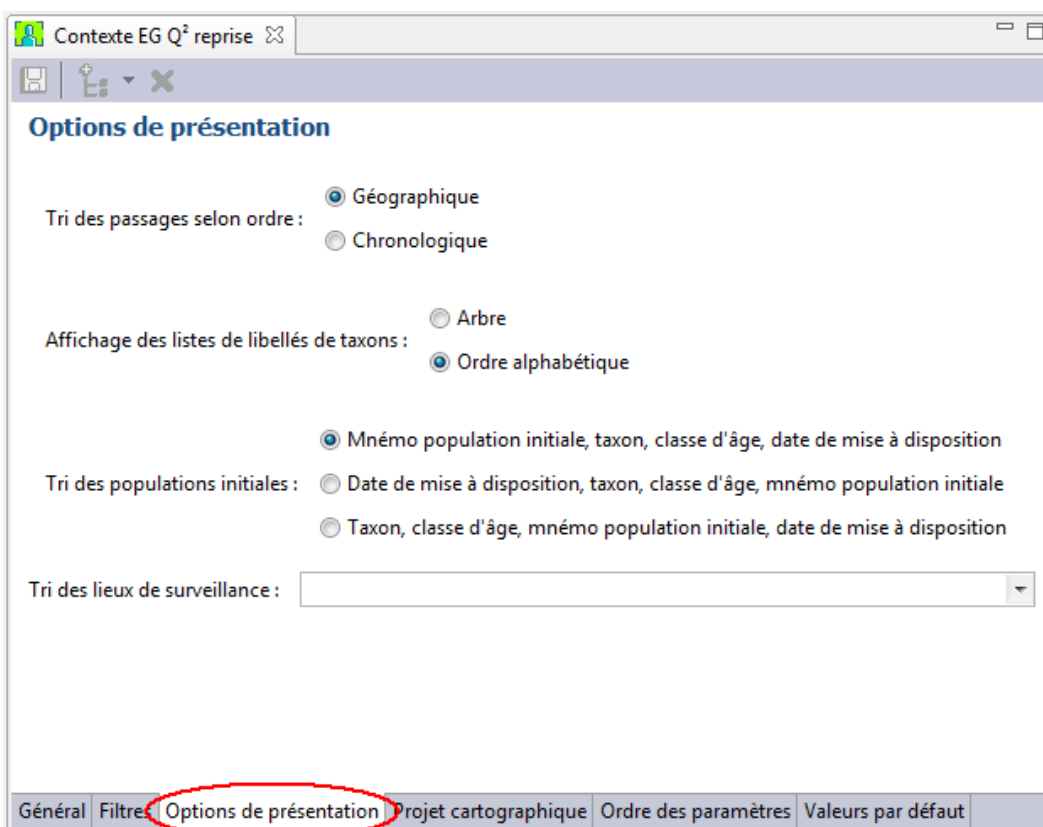 Contexte EG Q² reprise
Options de présentation
Géographique
Tri des passages selon ordre :
Chronologique
Arbre
Affichage des listes de libellés de taxons :
Ordre alphabétique
Mnémo population initiale, taxon, classe d'âge, date de mise à disposition
Tri des populations initiales : Date de mise à disposition, taxon, classe d'âge, mnémo population initiale
Taxon, classe d'âge, mnémo population initiale, date de mise à disposition
Tri des lieux de surveillance :
Général Filtres Options de présentation Projet cartographique Ordre des paramètres Valeurs par défaut